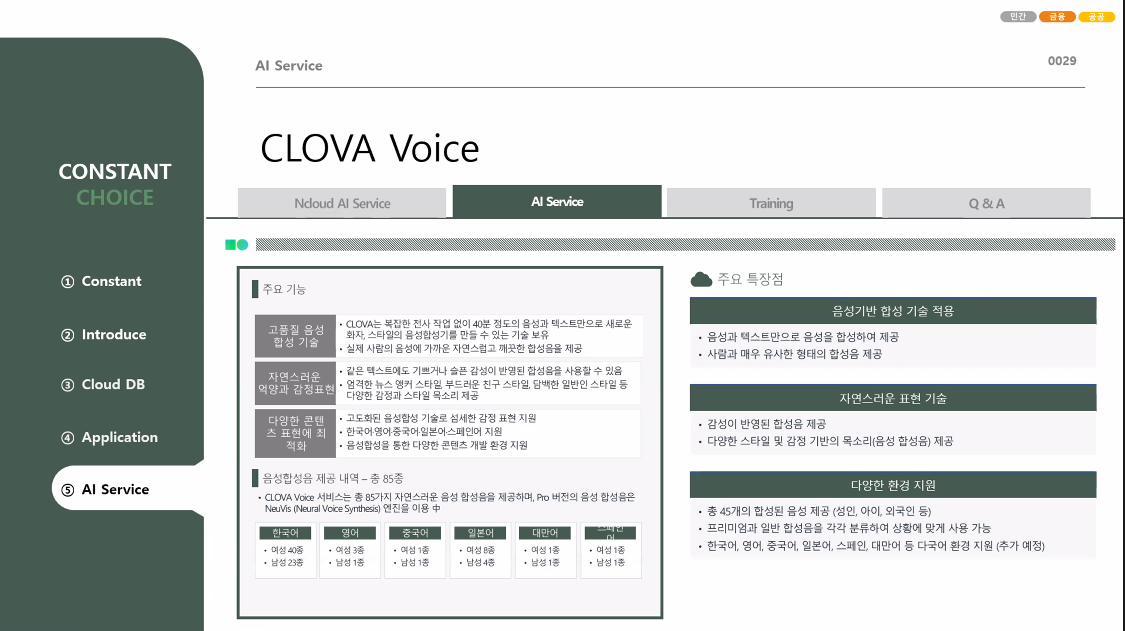 민간 금융 공공
AI Service
0029
CLOVA Voice
CONSTANT
CHOICE
① Constant
② Introduce
③ Cloud DB
④ Application
⑤ AI Service
Ncloud AI Service
AI Service
Training
Q & A
주요 기능
고품질 음성
합성 기술
• CLOVA는 복잡한 전사 작업 없이 40분 정도의 음성과 텍스트만으로 새로운
화자, 스타일의 음성합성기를 만들 수 있는 기술 보유
• 실제 사람의 음성에 가까운 자연스럽고 깨끗한 합성음을 제공
자연스러운
억양과 감정표현
• 같은 텍스트에도 기쁘거나 슬픈 감성이 반영된 합성음을 사용할 수 있음
• 엄격한 뉴스 앵커 스타일, 부드러운 친구 스타일, 담백한 일반인 스타일 등
다양한 감정과 스타일 목소리 제공
다양한 콘텐
츠 표현에 최
적화
• 고도화된 음성합성 기술로 섬세한 감정 표현 지원
• 한국어·영어·중국어·일본어·스페인어 지원
• 음성합성을 통한 다양한 콘텐츠 개발 환경 지원
음성합성음 제공 내역 – 총 85종
• CLOVA Voice 서비스는 총 85가지 자연스러운 음성 합성음을 제공하며, Pro 버전의 음성 합성음은
NeuVis (Neural Voice Synthesis) 엔진을 이용 中
한국어
• 여성 40종
• 남성 23종
영어
• 여성 3종
• 남성 1종
중국어
• 여성 1종
• 남성 1종
일본어
• 여성 8종
• 남성 4종
대만어
• 여성 1종
• 남성 1종
스페인
어
• 여성 1종
• 남성 1종
주요 특장점
음성기반 합성 기술 적용
• 음성과 텍스트만으로 음성을 합성하여 제공
• 사람과 매우 유사한 형태의 합성음 제공
자연스러운 표현 기술
• 감성이 반영된 합성음 제공
• 다양한 스타일 및 감정 기반의 목소리(음성 합성음) 제공
다양한 환경 지원
• 총 45개의 합성된 음성 제공 (성인, 아이, 외국인 등)
• 프리미엄과 일반 합성음을 각각 분류하여 상황에 맞게 사용 가능
• 한국어, 영어, 중국어, 일본어, 스페인, 대만어 등 다국어 환경 지원 (추가 예정)